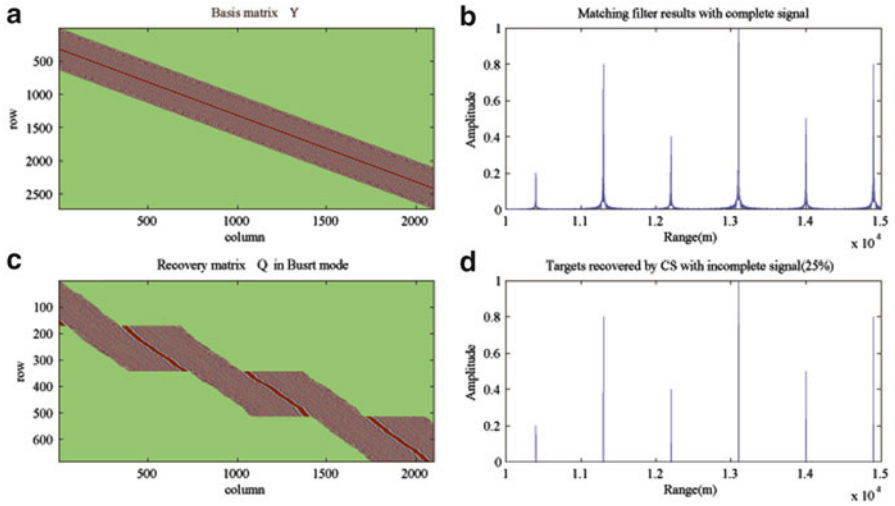 a
Basis matrix Y
row
500
1000
1500
2000
2500
500
1000
1500
2000
column
b
Matching filter results with complete signal
Amplitude
1
0.8
0.6
0.4
0.2
0
1
1.1
1.2
1.3
1.4
1.5
Range(m)
x 10^4
c
Recovery matrix Q in Busrt mode
row
100
200
300
400
500
600
500
1000
1500
2000
column
d
Targets recovered by CS with incomplete signal(25%)
Amplitude
1
0.8
0.6
0.4
0.2
0
1
1.1
1.2
1.3
1.4
1.5
Range(m)
x 10^4